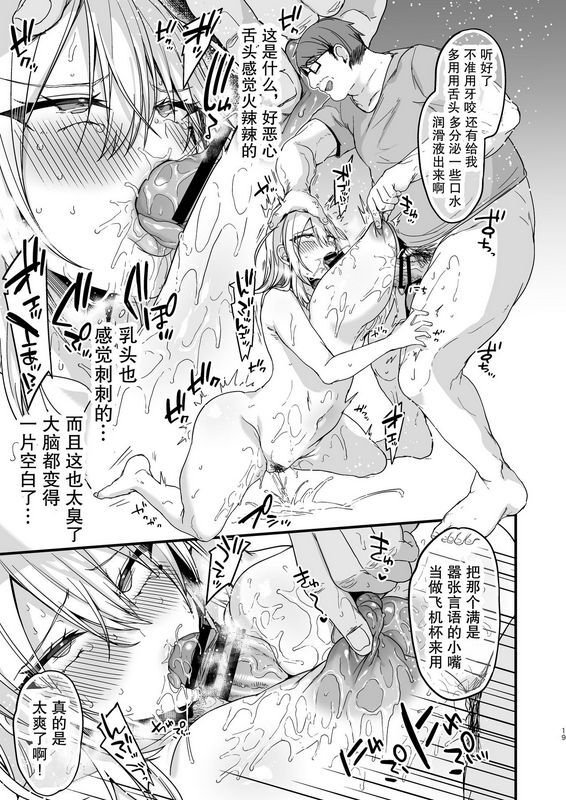 听好了
不准用牙咬还有给我
多用用舌头多分泌一些口水
润滑液出来啊
这是什么，好恶心
舌头感觉火辣辣的
乳头也
感觉刺刺的…
而且这也太臭了
大脑都变得
一片空白了…
把那个满是
嚣张言语的小嘴
当做飞机杯来用
真的是
太爽了啊！
19